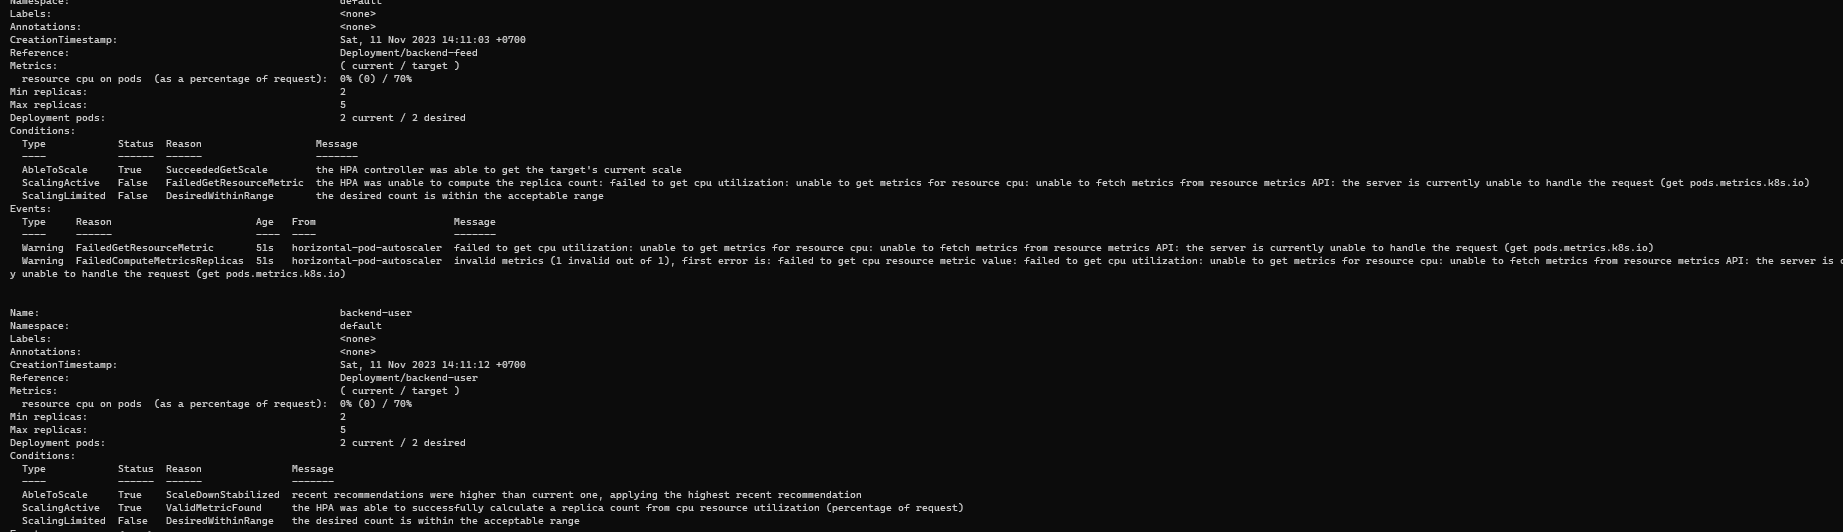 Namespace:                                             default
Labels:                                                <none>
Annotations:                                           <none>
CreationTimestamp:                                     Sat, 11 Nov 2023 14:11:03 +0700
Reference:                                             Deployment/backend-feed
Metrics:                                               ( current / target )
  resource cpu on pods  (as a percentage of request):  0% (0) / 70%
Min replicas:                                          2
Max replicas:                                          5
Deployment pods:                                       2 current / 2 desired
Conditions:
  Type            Status  Reason                   Message
  ----            ------  ------                   -------
  AbleToScale     True    SucceededGetScale        the HPA controller was able to get the target's current scale
  ScalingActive   False   FailedGetResourceMetric  the HPA was unable to compute the replica count: failed to get cpu utilization: unable to get metrics for resource cpu: unable to fetch metrics from resource metrics API: the server is currently unable to handle the request (get pods.metrics.k8s.io)
  ScalingLimited  False   DesiredWithinRange       the desired count is within the acceptable range
Events:
  Type     Reason                        Age   From                       Message
  ----     ------                        ----  ----                       -------
  Warning  FailedGetResourceMetric       51s   horizontal-pod-autoscaler  failed to get cpu utilization: unable to get metrics for resource cpu: unable to fetch metrics from resource metrics API: the server is currently unable to handle the request (get pods.metrics.k8s.io)
  Warning  FailedComputeMetricsReplicas  51s   horizontal-pod-autoscaler  invalid metrics (1 invalid out of 1), first error is: failed to get cpu resource metric value: failed to get cpu utilization: unable to get metrics for resource cpu: unable to fetch metrics from resource metrics API: the server is
y unable to handle the request (get pods.metrics.k8s.io)
Name:                                                  backend-user
Namespace:                                             default
Labels:                                                <none>
Annotations:                                           <none>
CreationTimestamp:                                     Sat, 11 Nov 2023 14:11:12 +0700
Reference:                                             Deployment/backend-user
Metrics:                                               ( current / target )
  resource cpu on pods  (as a percentage of request):  0% (0) / 70%
Min replicas:                                          2
Max replicas:                                          5
Deployment pods:                                       2 current / 2 desired
Conditions:
  Type            Status  Reason               Message
  ----            ------  ------               -------
  AbleToScale     True    ScaleDownStabilized  recent recommendations were higher than current one, applying the highest recent recommendation
  ScalingActive   True    ValidMetricFound     the HPA was able to successfully calculate a replica count from cpu resource utilization (percentage of request)
  ScalingLimited  False   DesiredWithinRange   the desired count is within the acceptable range